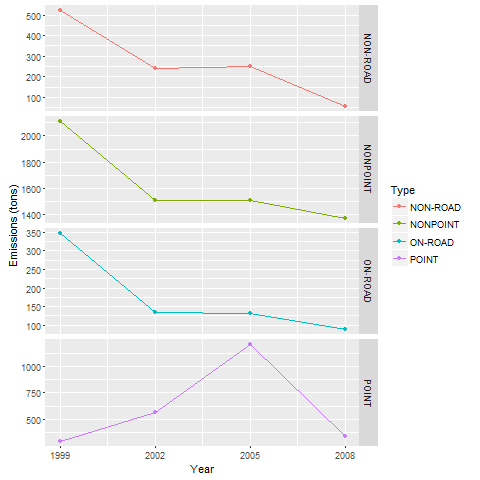 500
400
300
200
100
NON-ROAD
2000
1800
1600
1400
NONPOINT
Emissions (tons)
350
300
250
200
150
100
ON-ROAD
1000
750
500
POINT
1999
2002
2005
2008
Year
Type
NON-ROAD
NONPOINT
ON-ROAD
POINT